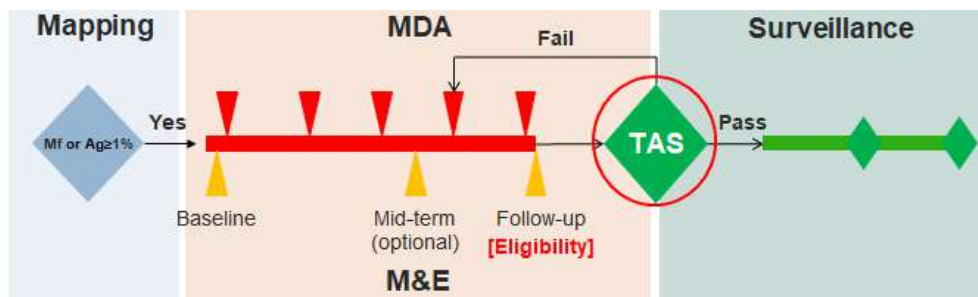 Mapping
MDA
Surveillance
Fail
Mf or Ag≥1%
Yes
TAS
Pass
Baseline
Mid-term
(optional)
Follow-up
[Eligibility]
M&E